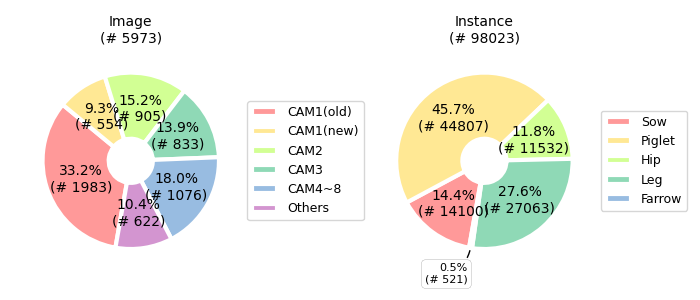 Image
(# 5973)
15.2%
(# 905)
9.3%
(# 554)
13.9%
(# 833)
33.2%
(# 1983)
18.0%
(# 1076)
10.4%
(# 622)
CAM1(old)
CAM1(new)
CAM2
CAM3
CAM4~8
Others
Instance
(# 98023)
45.7%
(# 44807)
11.8%
(# 11532)
14.4%
(# 14100)
27.6%
(# 27063)
0.5%
(# 521)
Sow
Piglet
Hip
Leg
Farrow